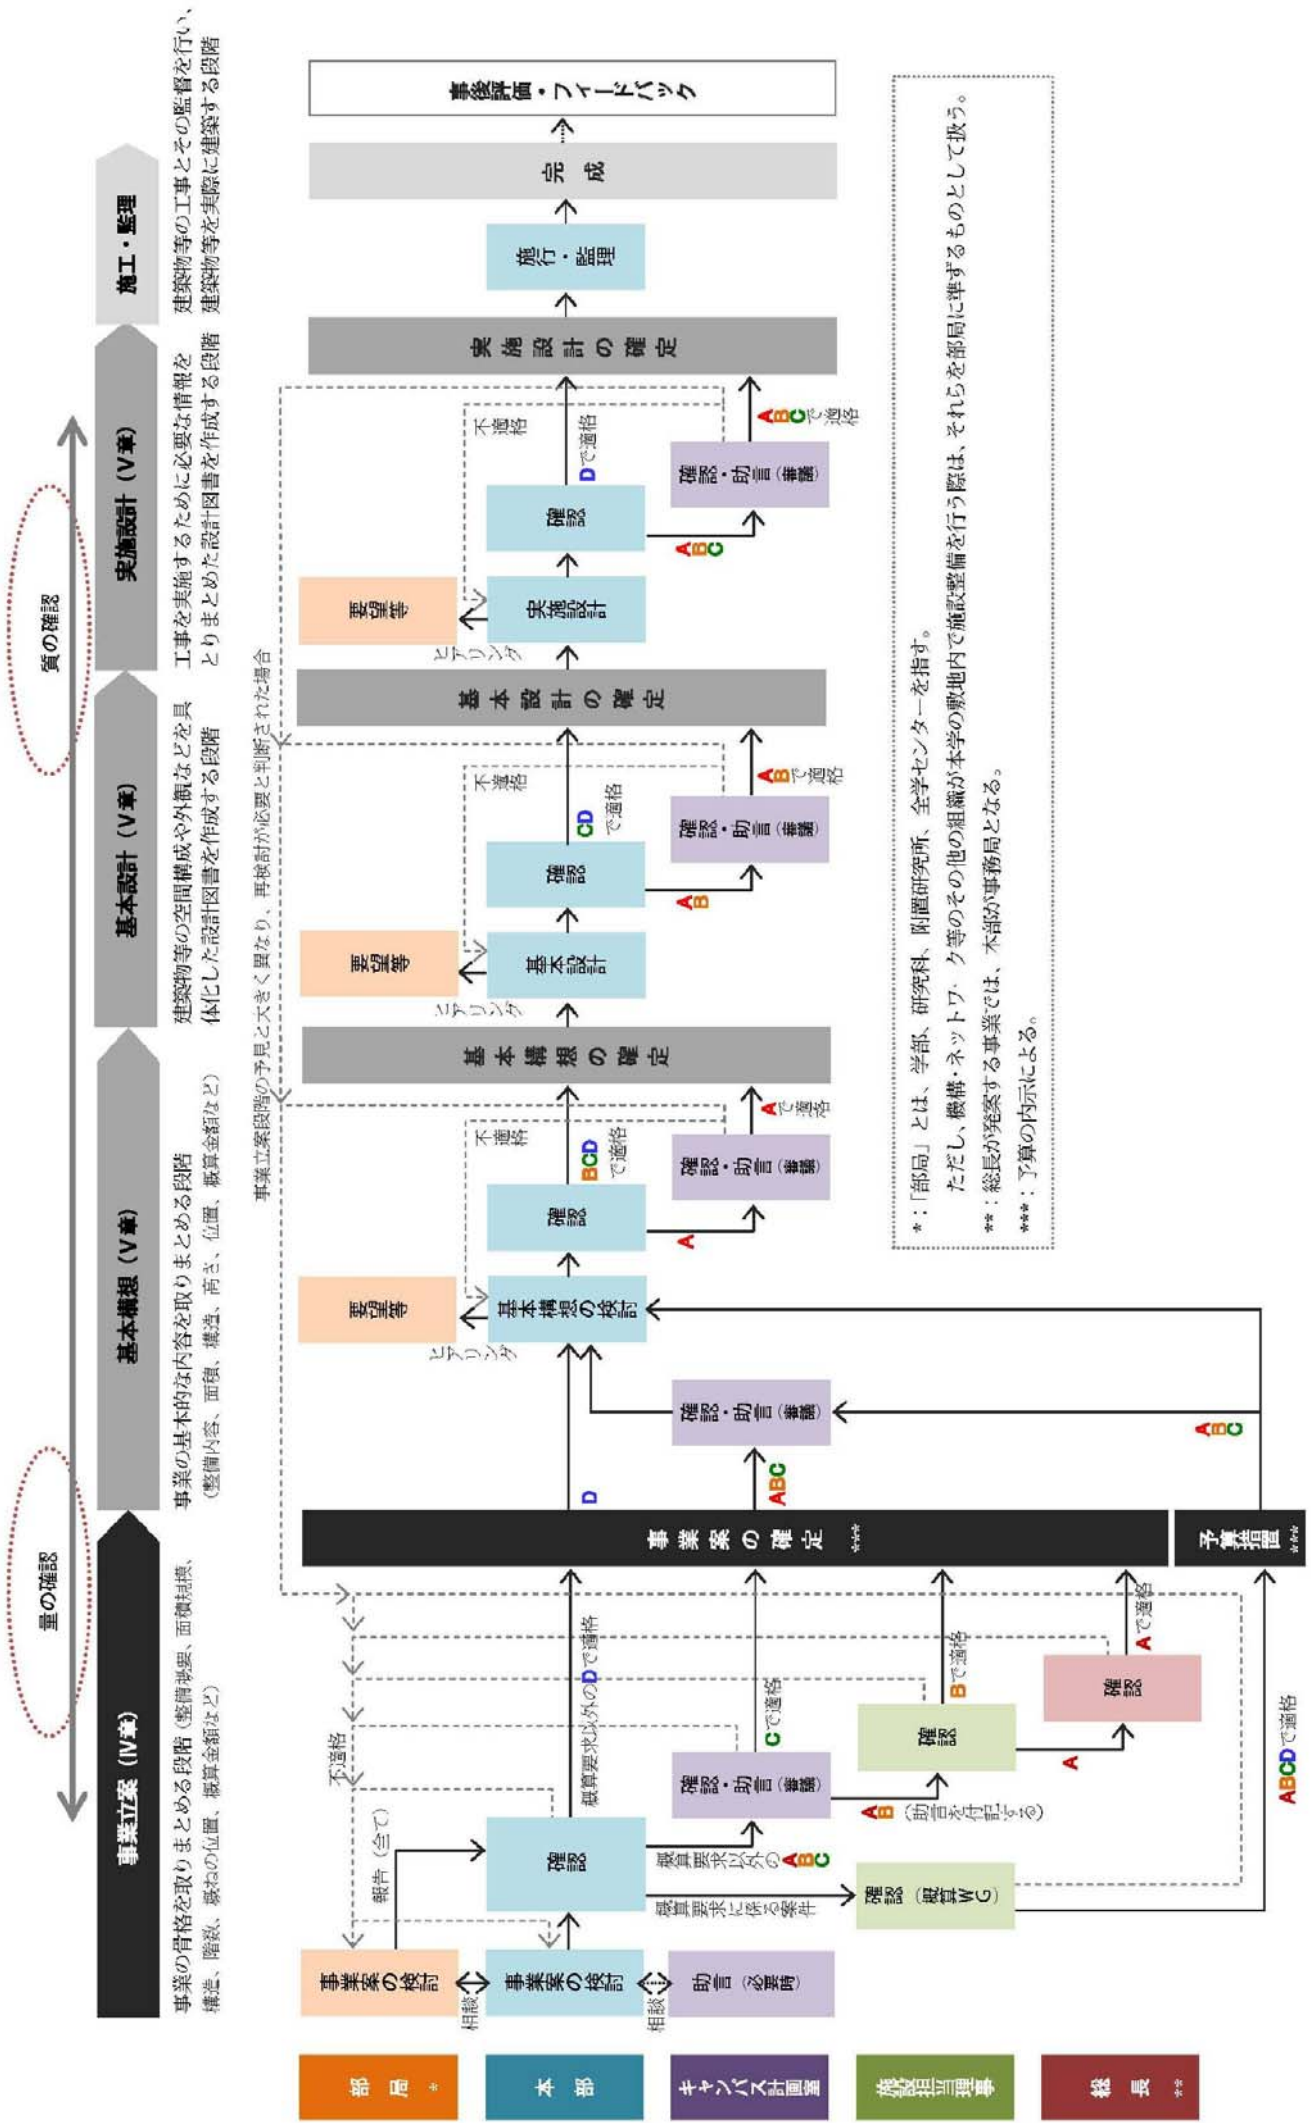 量の確認
質の確認
事業立案（Ⅳ章）
基本構想（Ⅴ章）
基本設計（Ⅴ章）
実施設計（Ⅴ章）
施工・監理
事業の骨格を取りまとめる段階（整備概要、面積規模、
構造、階数、概ねの位置、概算金額など）
事業の基本的な内容を取りまとめる段階
（整備内容、面積、構造、高さ、位置、概算金額など）
建築物等の空間構成や外観などを具
体化した設計図書を作成する段階
工事を実施するために必要な情報を
とりまとめた設計図書を作成する段階
建築物等の工事とその監督を行い、
建築物等を実際に建築する段階
事業立案段階の予見と大きく異なり、再検討が必要と判断された場合
部局 *
本部
キャンパス計画室
施設担当理事
総長 **
事業案の検討
相談
事業案の検討
相談
助言（必要時）
報告（全て）
不適格
確認
概算要求以外のDで適格
概算要求以外のABC
概算要求に係る案件
確認・助言（審議）
Cで適格
AB（助言を付記する）
確認（概算WG）
確認
Bで適格
A
確認
Aで適格
ABCDで適格
事業案の確定 ***
予算措置 ***
D
ABC
ABC
確認・助言（審議）
要望等
ヒアリング
基本構想の検討
確認
不適格
BCD
で適格
A
確認・助言（審議）
Aで適格
基本構想の確定
要望等
ヒアリング
基本設計
確認
不適格
CD
で適格
AB
確認・助言（審議）
ABで適格
基本設計の確定
要望等
ヒアリング
実施設計
確認
不適格
Dで適格
ABC
確認・助言（審議）
ABCで適格
実施設計の確定
施行・監理
完成
事後評価・フィードバック
*：「部局」とは、学部、研究科、附置研究所、全学センターを指す。
ただし、機構・ネットワーク等のその他の組織が本学の敷地内で施設整備を行う際は、それらを部局に準ずるものとして扱う。
**：総長が発案する事業では、本部が事務局となる。
***：予算の内示による。